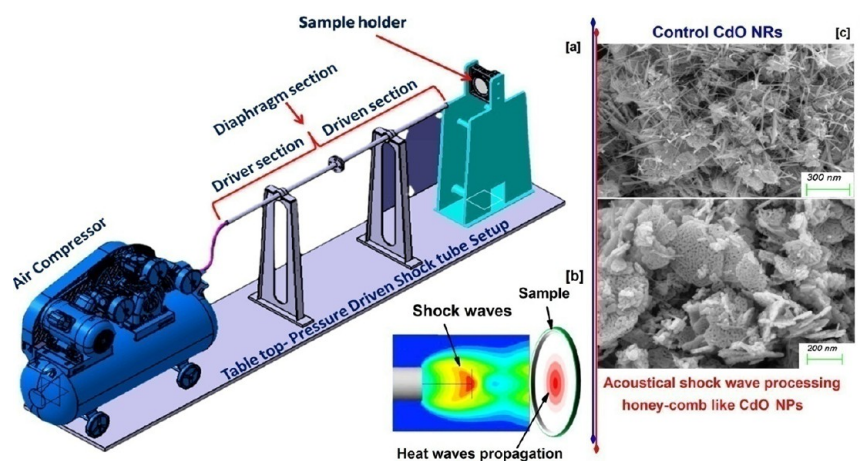 Sample holder
[a]
Diaphragm section
Driven section
Driver section
Air Compressor
Table top- Pressure Driven Shock tube Setup
[b]
Sample
Shock waves
Heat waves propagation
Control CdO NRs
[c]
300 nm
200 nm
Acoustical shock wave processing
honey-comb like CdO NPs